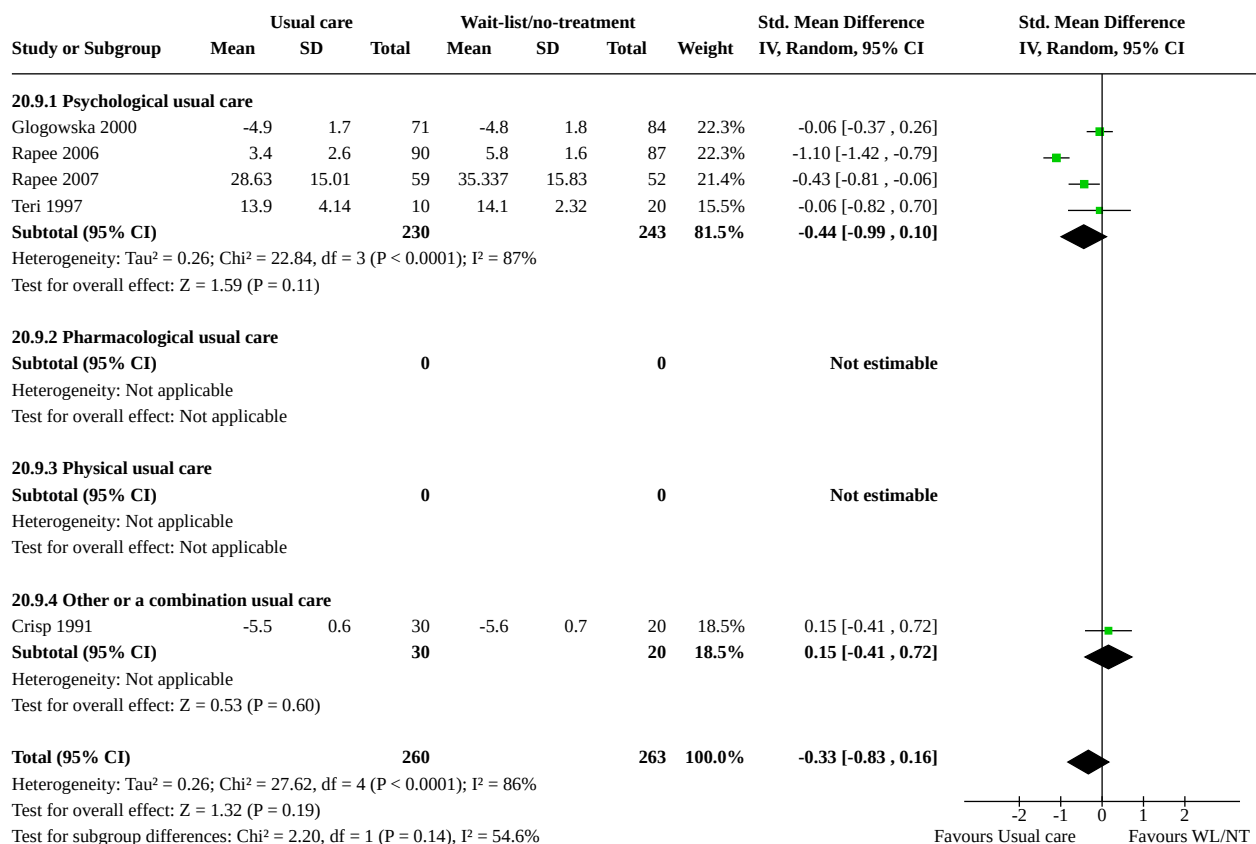 Usual care Wait-list/no-treatment Std. Mean Difference Std. Mean Difference
Study or Subgroup Mean SD Total Mean SD Total Weight IV, Random, 95% CI IV, Random, 95% CI
20.9.1 Psychological usual care
Glogowska 2000 -4.9 1.7 71 -4.8 1.8 84 22.3% -0.06 [-0.37 , 0.26]
Rapee 2006 3.4 2.6 90 5.8 1.6 87 22.3% -1.10 [-1.42 , -0.79]
Rapee 2007 28.63 15.01 59 35.337 15.83 52 21.4% -0.43 [-0.81 , -0.06]
Teri 1997 13.9 4.14 10 14.1 2.32 20 15.5% -0.06 [-0.82 , 0.70]
Subtotal (95% CI) 230 243 81.5% -0.44 [-0.99 , 0.10]
Heterogeneity: Tau² = 0.26; Chi² = 22.84, df = 3 (P < 0.0001); I² = 87%
Test for overall effect: Z = 1.59 (P = 0.11)
20.9.2 Pharmacological usual care
Subtotal (95% CI) 0 0 Not estimable
Heterogeneity: Not applicable
Test for overall effect: Not applicable
20.9.3 Physical usual care
Subtotal (95% CI) 0 0 Not estimable
Heterogeneity: Not applicable
Test for overall effect: Not applicable
20.9.4 Other or a combination usual care
Crisp 1991 -5.5 0.6 30 -5.6 0.7 20 18.5% 0.15 [-0.41 , 0.72]
Subtotal (95% CI) 30 20 18.5% 0.15 [-0.41 , 0.72]
Heterogeneity: Not applicable
Test for overall effect: Z = 0.53 (P = 0.60)
Total (95% CI) 260 263 100.0% -0.33 [-0.83 , 0.16]
Heterogeneity: Tau² = 0.26; Chi² = 27.62, df = 4 (P < 0.0001); I² = 86%
Test for overall effect: Z = 1.32 (P = 0.19)
-2 -1 0 1 2
Test for subgroup differences: Chi² = 2.20, df = 1 (P = 0.14), I² = 54.6% Favours Usual care Favours WL/NT